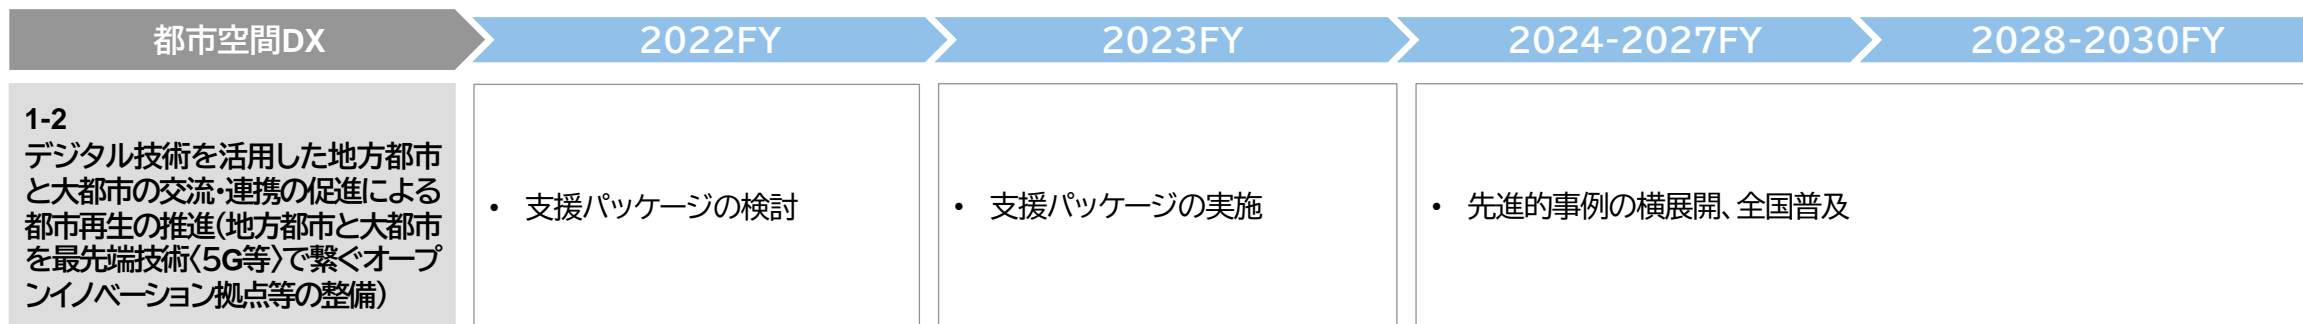 都市空間DX
2022FY
2023FY
2024-2027FY
2028-2030FY
1-2
デジタル技術を活用した地方都市
と大都市の交流・連携の促進による
都市再生の推進(地方都市と大都市
を最先端技術〈5G等〉で繋ぐオープ
ンイノベーション拠点等の整備)
• 支援パッケージの検討
• 支援パッケージの実施
• 先進的事例の横展開、全国普及